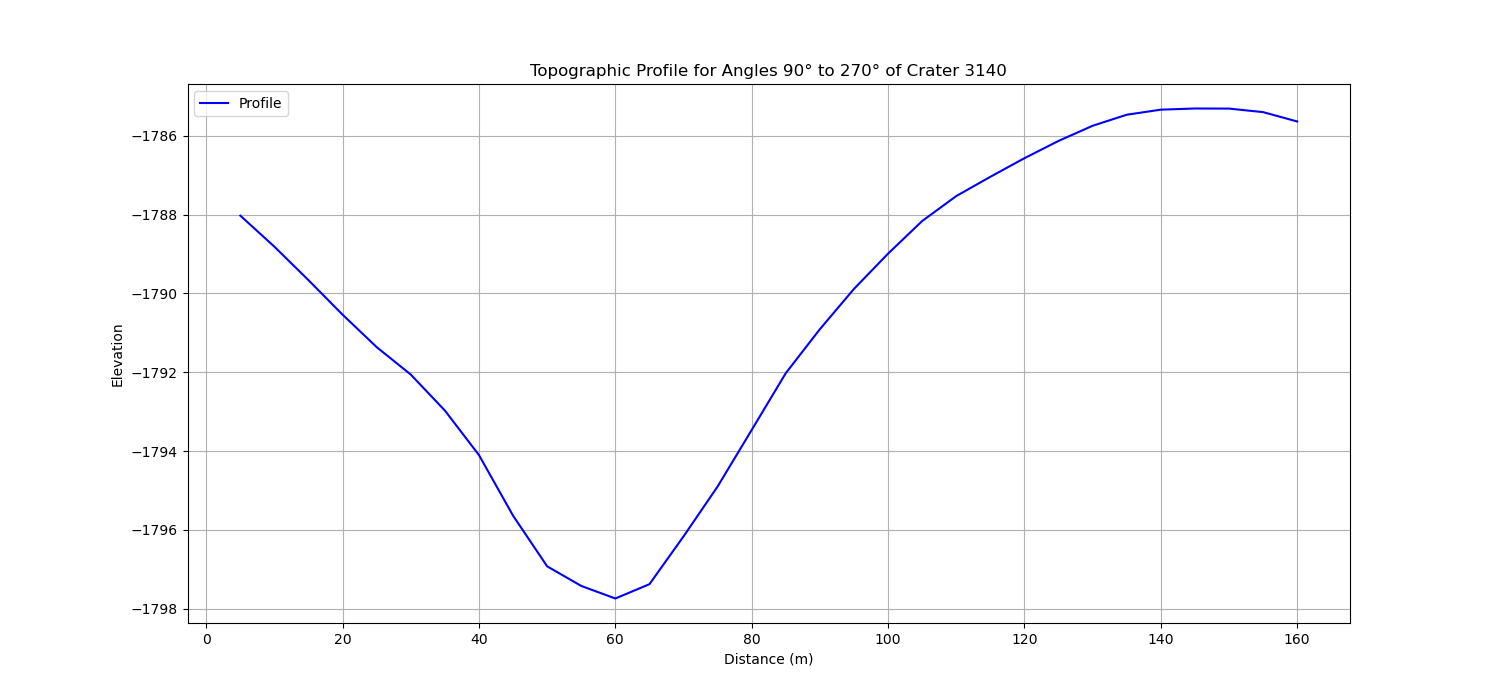 Topographic Profile for Angles 90° to 270° of Crater 3140
Profile
−1786
−1788
−1790
−1792
−1794
−1796
−1798
Elevation
0 20 40 60 80 100 120 140 160
Distance (m)